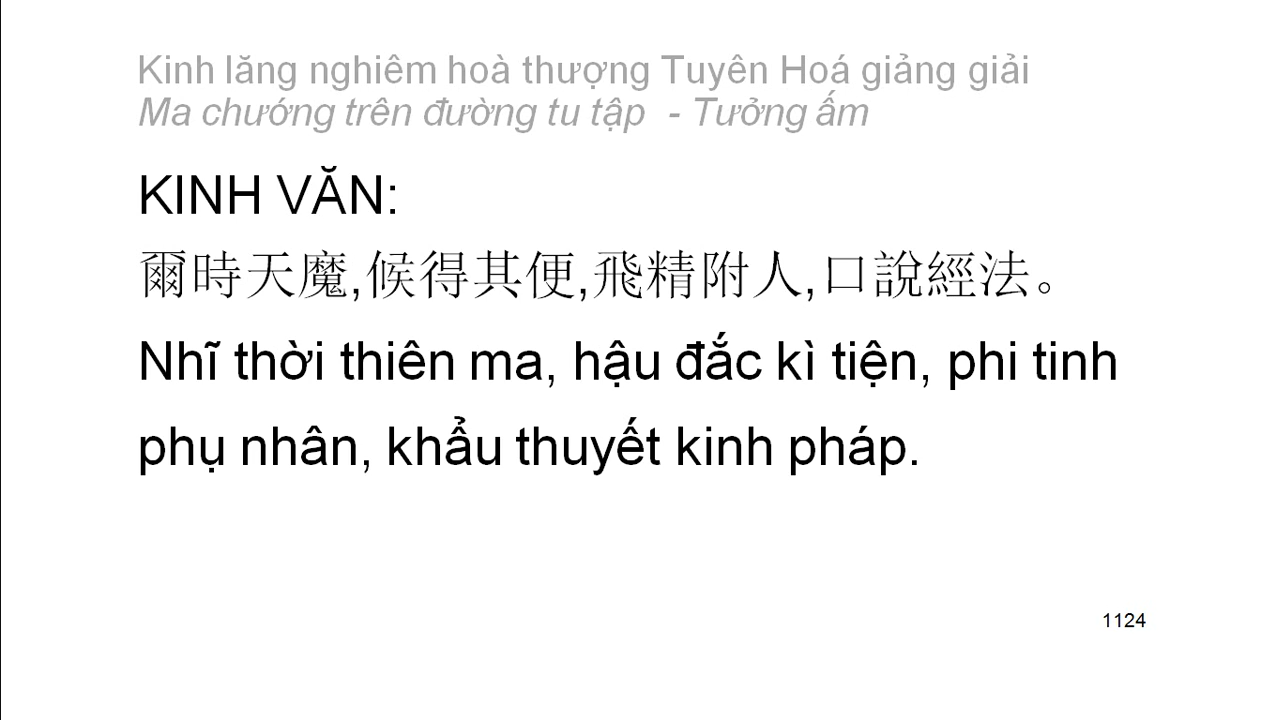 Kinh lăng nghiêm hoà thượng Tuyên Hoá giảng giải
Ma chướng trên đường tu tập - Tưởng ấm
KINH VĂN:
爾時天魔,候得其便,飛精附人,口說經法。
Nhĩ thời thiên ma, hậu đắc kì tiện, phi tinh
phụ nhân, khẩu thuyết kinh pháp.
1124